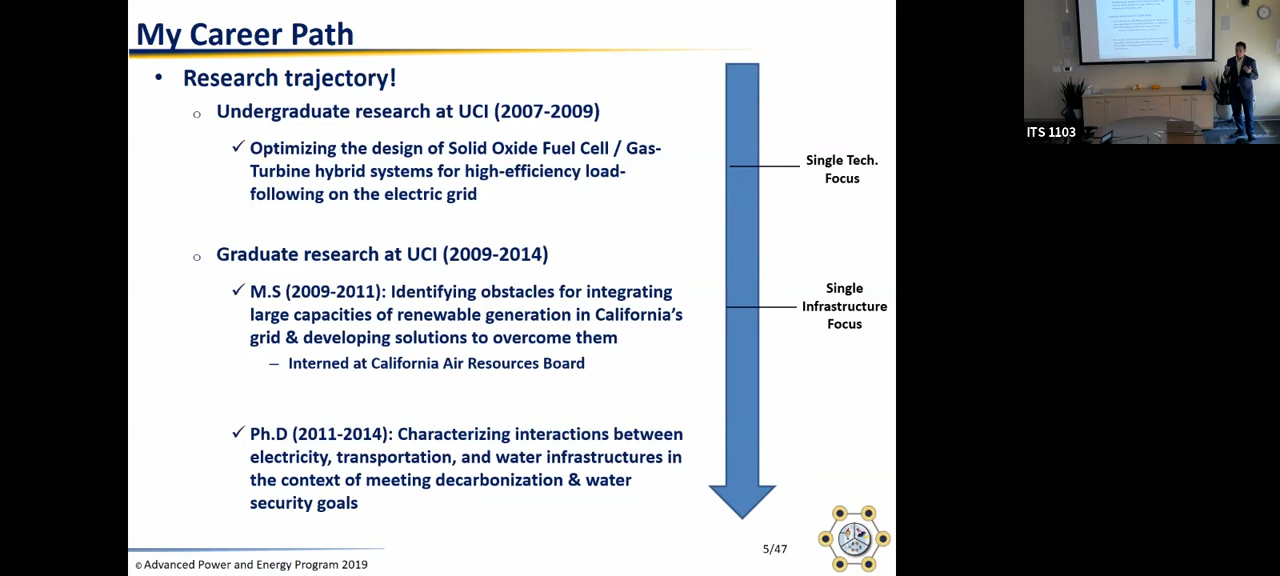 My Career Path
• Research trajectory!
o Undergraduate research at UCI (2007-2009)
✓ Optimizing the design of Solid Oxide Fuel Cell / Gas-
Turbine hybrid systems for high-efficiency load-
following on the electric grid
Single Tech.
Focus
o Graduate research at UCI (2009-2014)
✓ M.S (2009-2011): Identifying obstacles for integrating
large capacities of renewable generation in California's
grid & developing solutions to overcome them
– Interned at California Air Resources Board
Single
Infrastructure
Focus
✓ Ph.D (2011-2014): Characterizing interactions between
electricity, transportation, and water infrastructures in
the context of meeting decarbonization & water
security goals
5/47
© Advanced Power and Energy Program 2019
ITS 1103